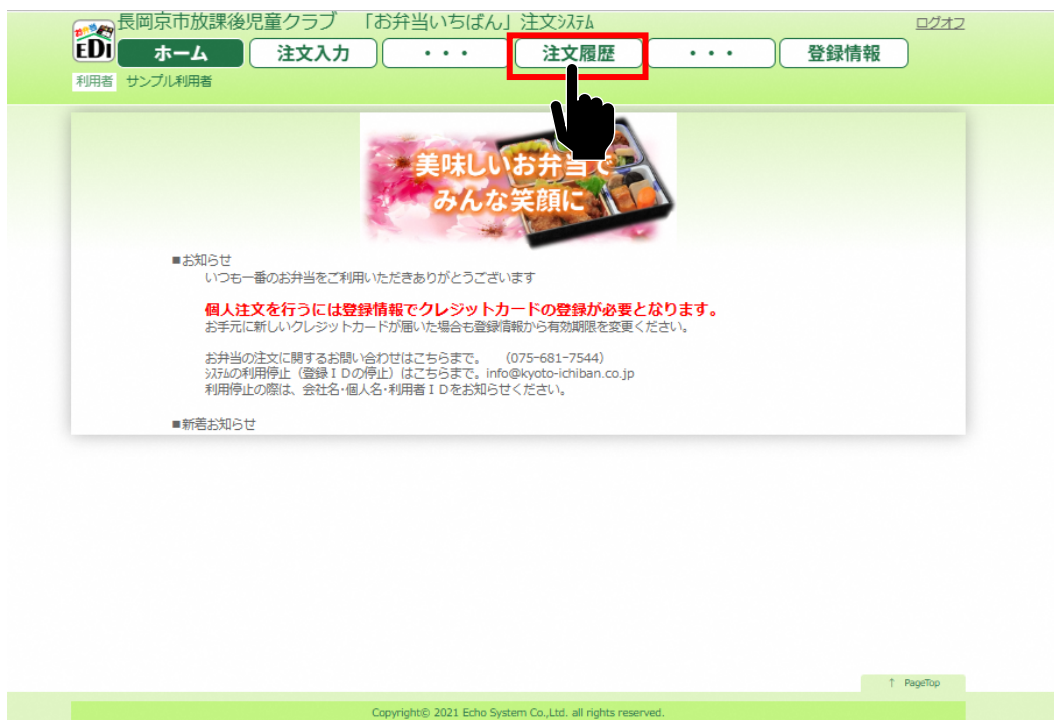 長岡京市放課後児童クラブ 「お弁当いちばん」注文ｼｽﾃﾑ
ログオフ
お弁当
EDi
ホーム
注文入力
・・・
注文履歴
・・・
登録情報
利用者 サンプル利用者
美味しいお弁当で
みんな笑顔に
■お知らせ
いつも一番のお弁当をご利用いただきありがとうございます
個人注文を行うには登録情報でクレジットカードの登録が必要となります。
お手元に新しいクレジットカードが届いた場合も登録情報から有効期限を変更ください。
お弁当の注文に関するお問い合わせはこちらまで。 （075-681-7544）
ｼｽﾃﾑの利用停止（登録ＩＤの停止）はこちらまで。info@kyoto-ichiban.co.jp
利用停止の際は、会社名・個人名・利用者ＩＤをお知らせください。
■新着お知らせ
↑ PageTop
Copyright© 2021 Echo System Co.,Ltd. all rights reserved.